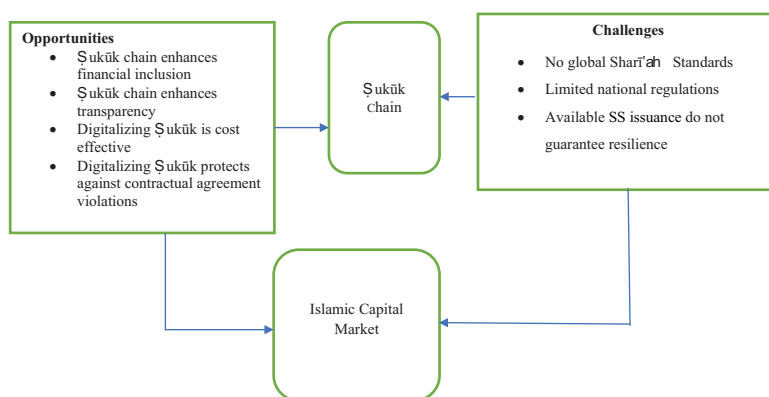 Opportunities
• Ṣukūk chain enhances
financial inclusion
• Ṣukūk chain enhances
transparency
• Digitalizing Ṣukūk is cost
effective
• Digitalizing Ṣukūk protects
against contractual agreement
violations
Ṣukūk
Chain
Challenges
• No global Sharīʿah Standards
• Limited national regulations
• Available SS issuance do not
guarantee resilience
Islamic Capital
Market